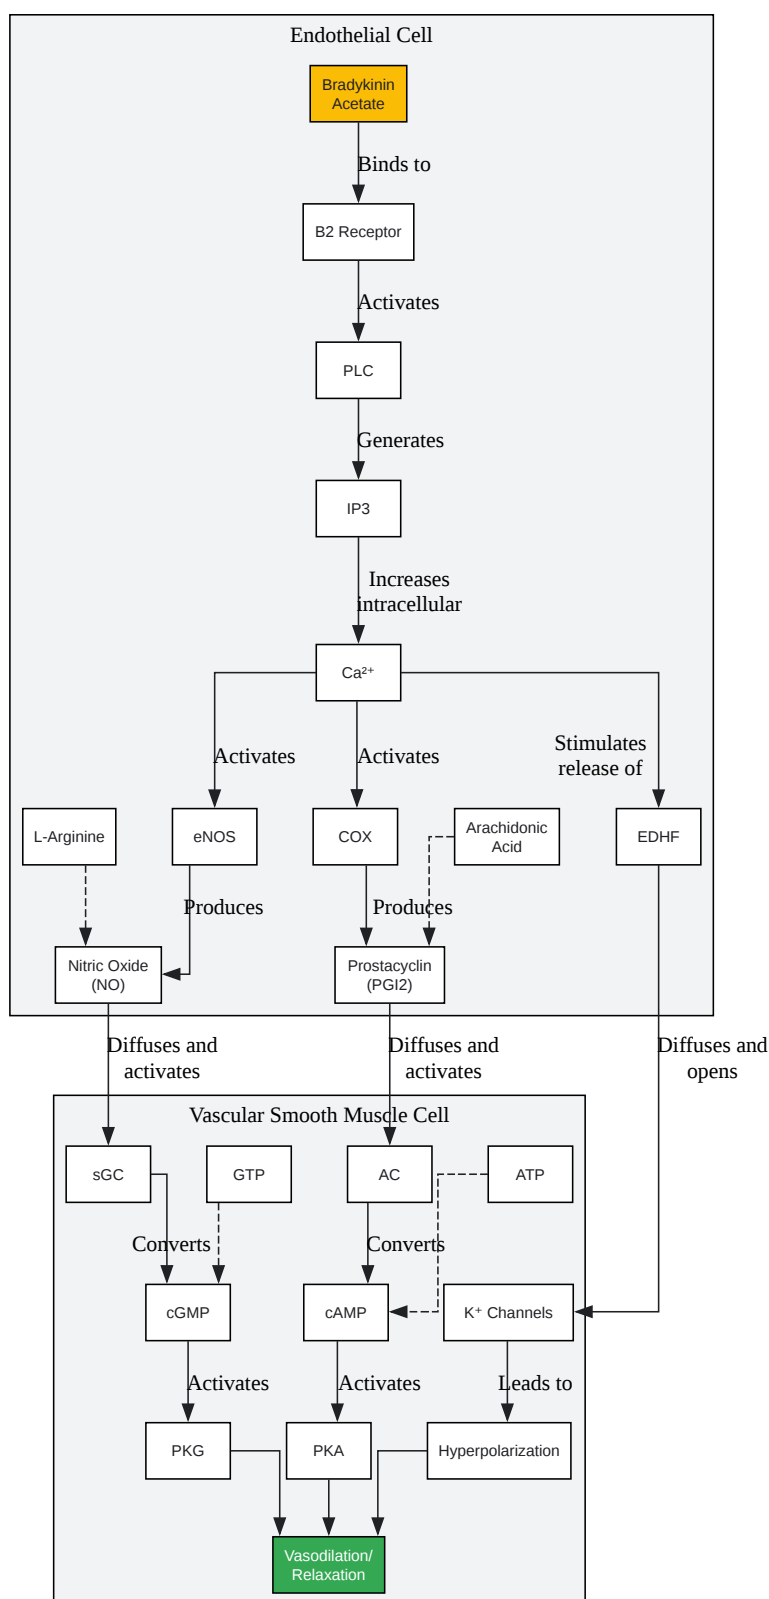 Endothelial Cell
Bradykinin
Acetate
Binds to
B2 Receptor
Activates
PLC
Generates
IP3
Increases
intracellular
Ca²⁺
Activates
Activates
Stimulates
release of
L-Arginine
eNOS
COX
Arachidonic
Acid
EDHF
Produces
Produces
Nitric Oxide
(NO)
Prostacyclin
(PGI2)
Diffuses and
activates
Diffuses and
activates
Diffuses and
opens
Vascular Smooth Muscle Cell
sGC
GTP
AC
ATP
Converts
Converts
cGMP
cAMP
K⁺ Channels
Activates
Activates
Leads to
PKG
PKA
Hyperpolarization
Vasodilation/
Relaxation